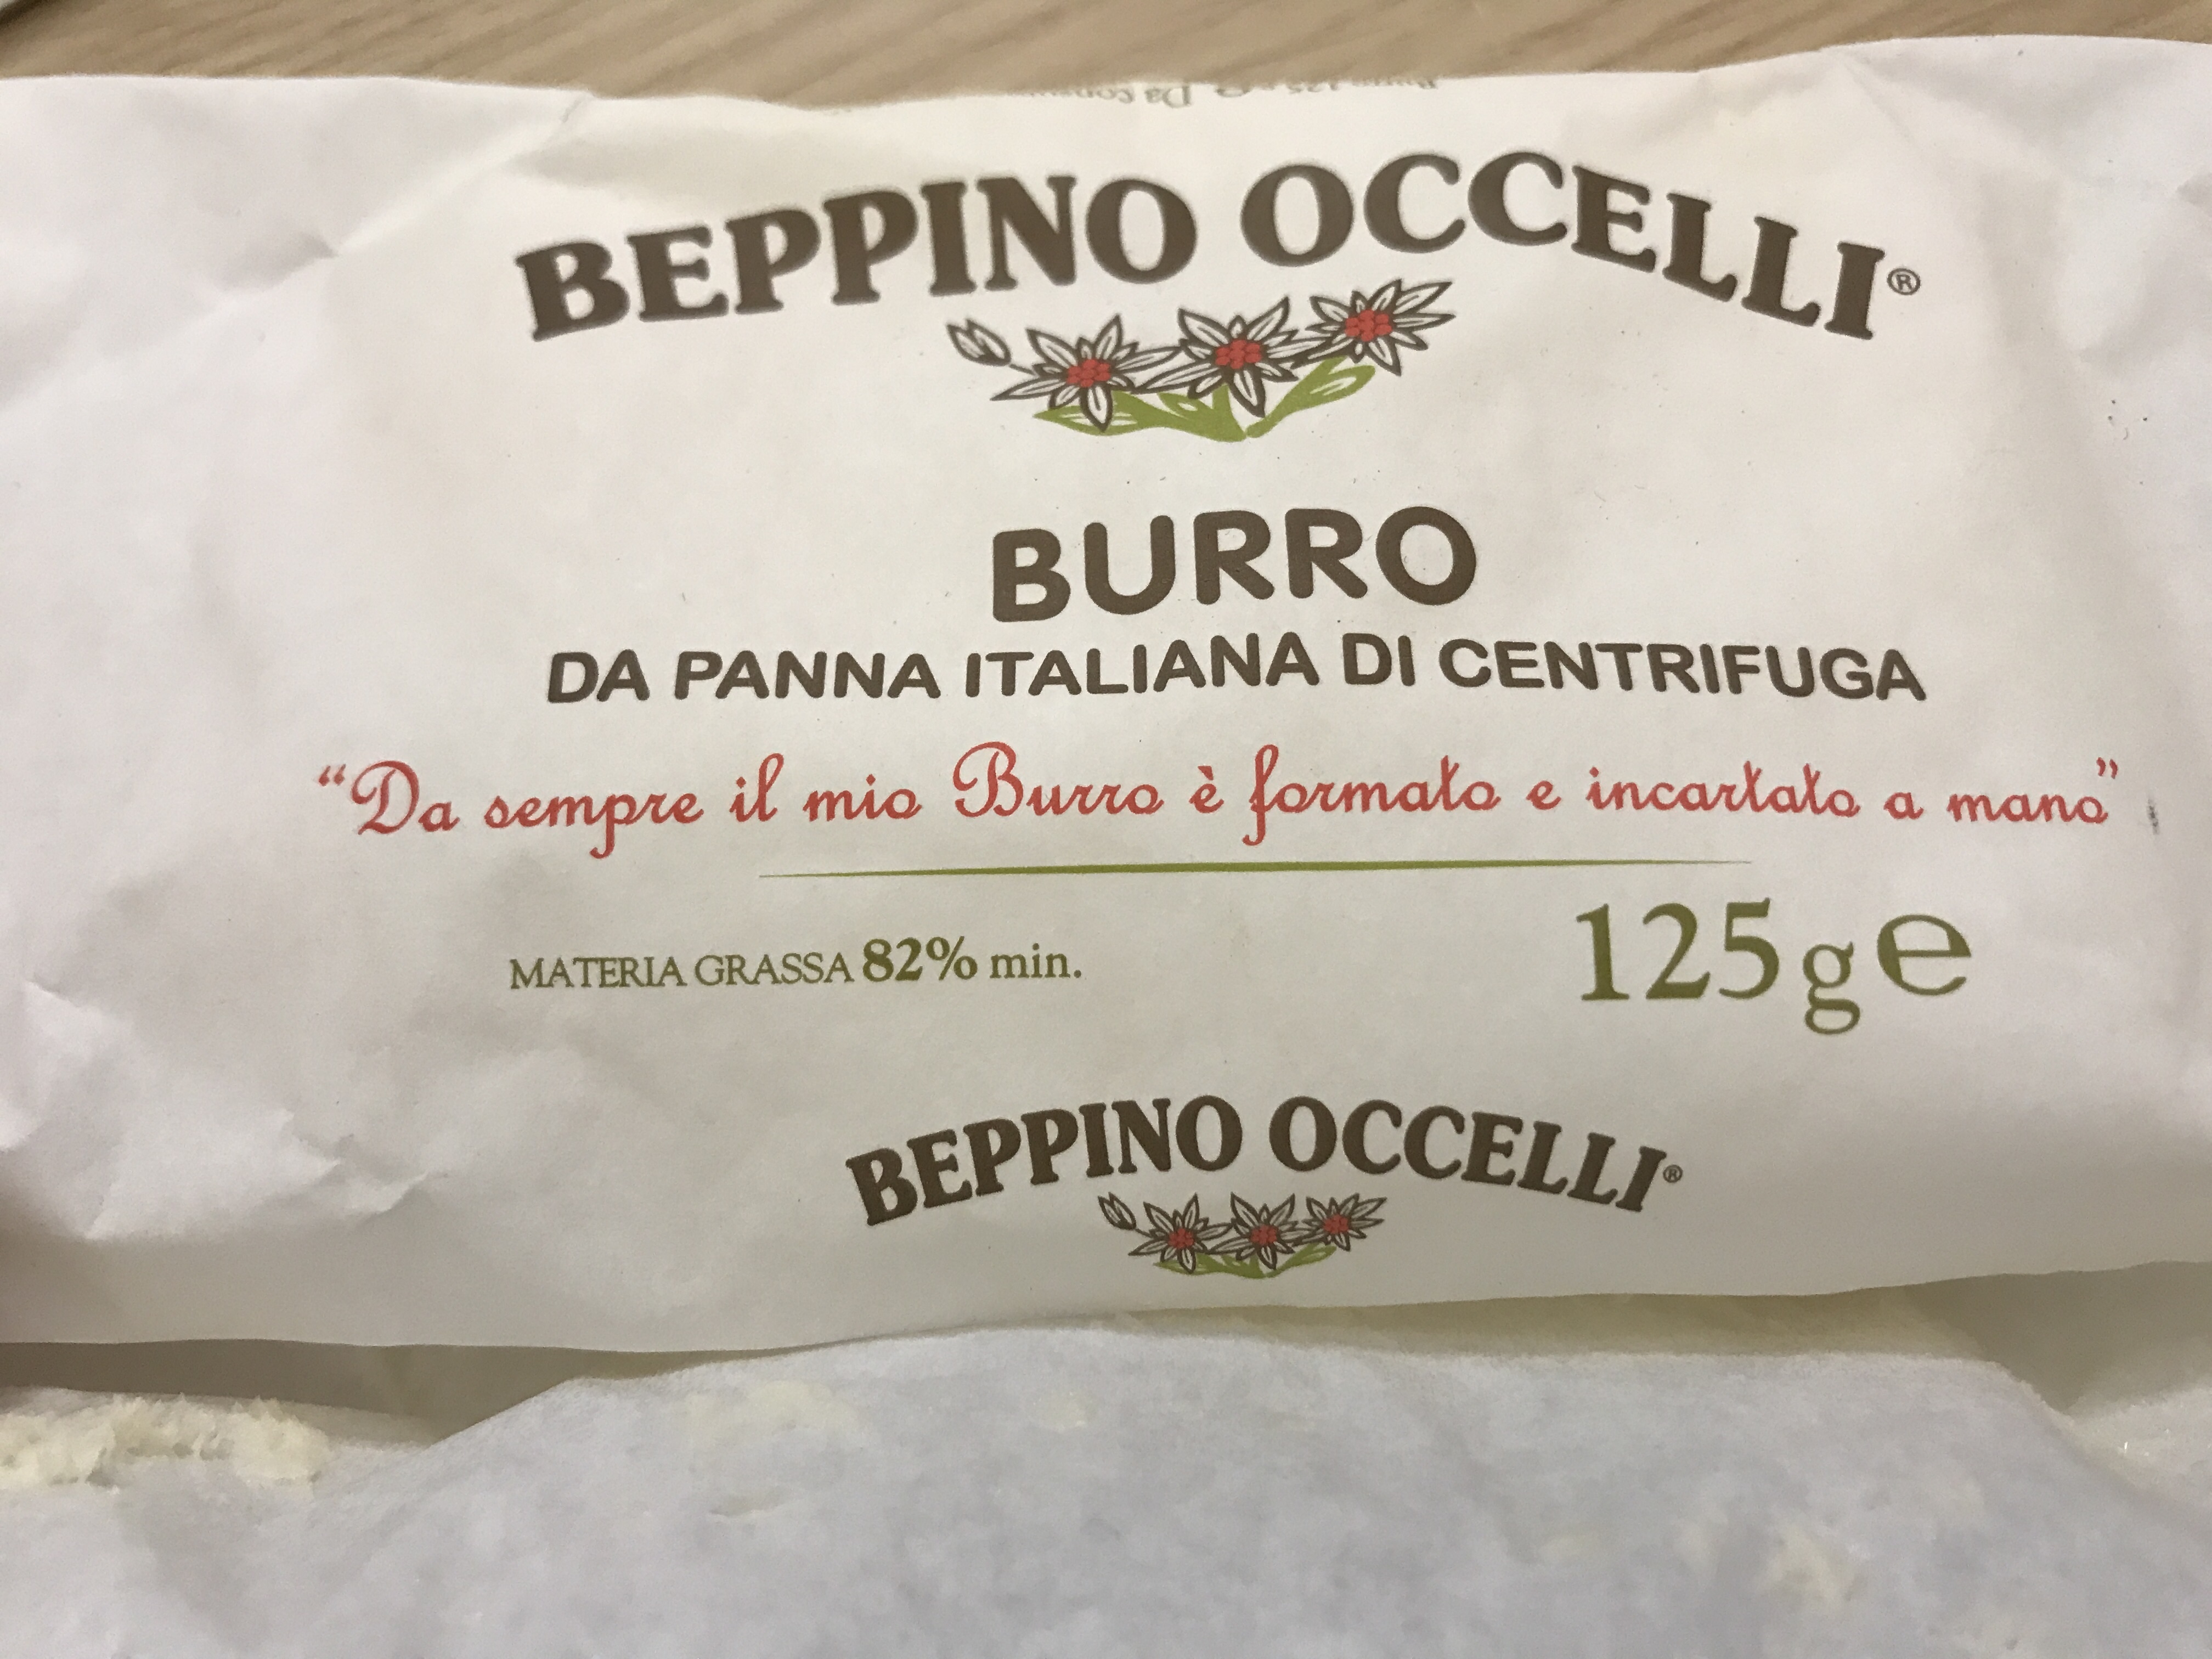 BEPPINO OCCELLI®
BURRO
DA PANNA ITALIANA DI CENTRIFUGA
“Da sempre il mio Burro è formato e incartato a mano”
MATERIA GRASSA 82% min.
125 g ℮
BEPPINO OCCELLI®